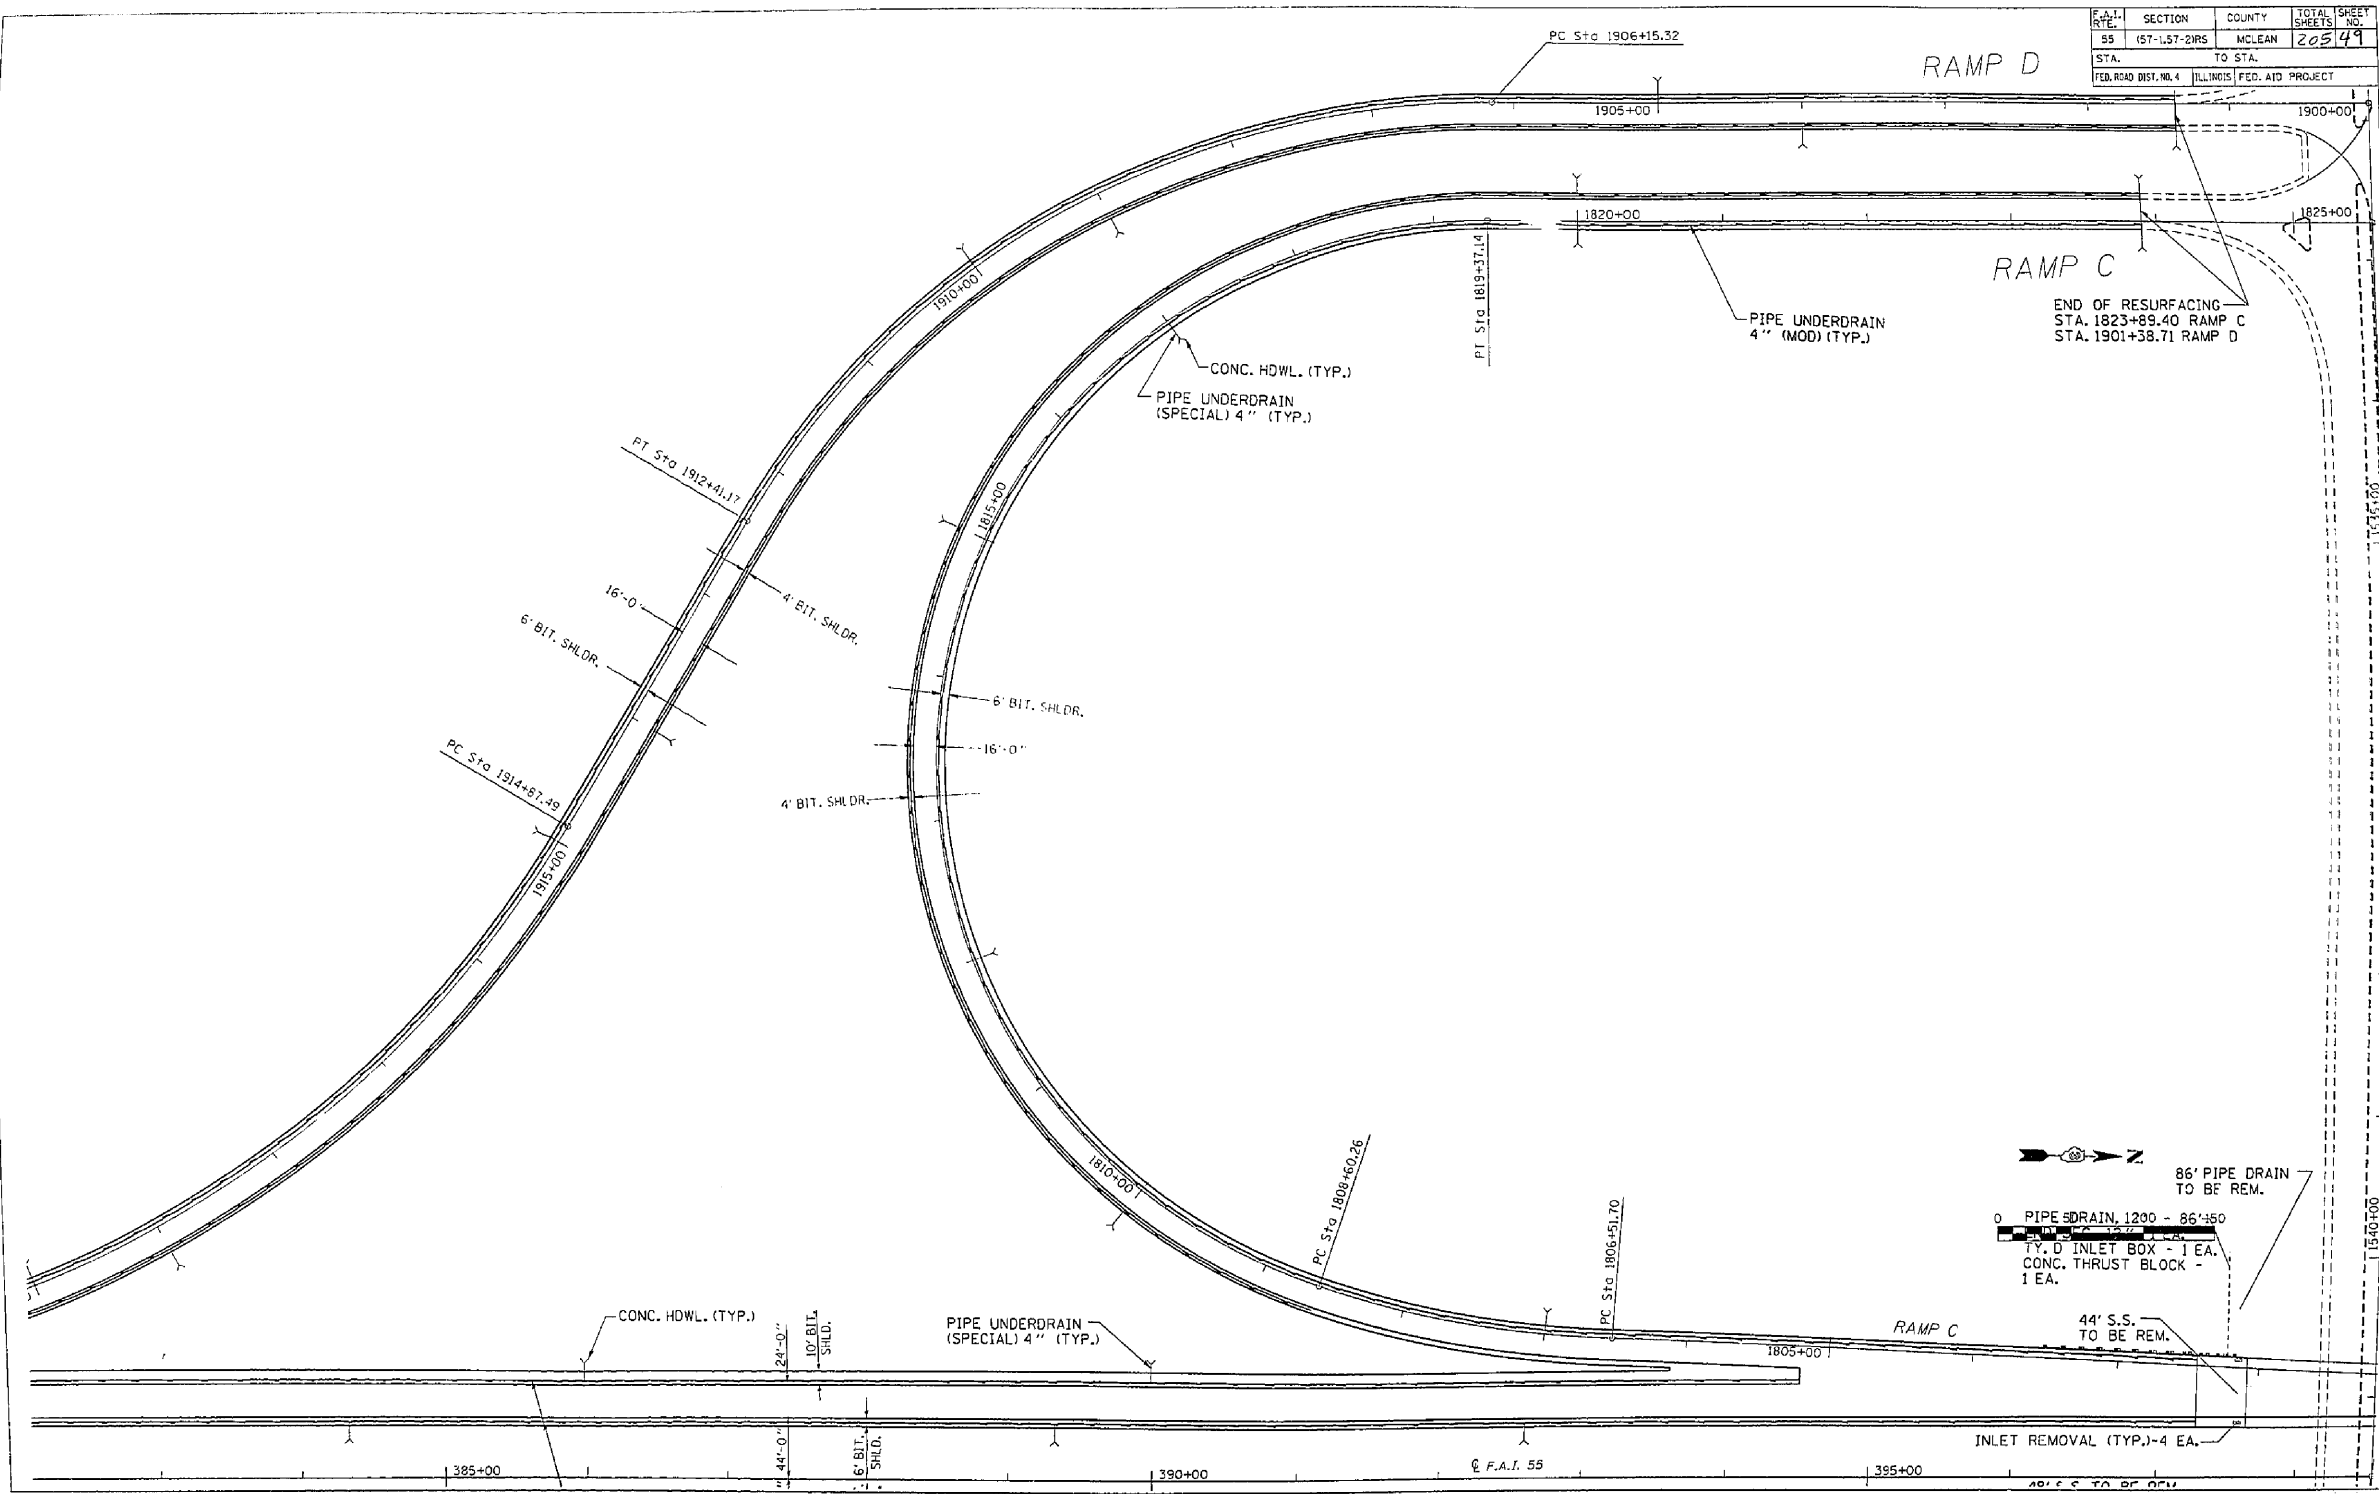 F.A.I. RTE. SECTION COUNTY TOTAL SHEETS SHEET NO.
55 (57-1,57-2)RS MCLEAN 205 49
STA. TO STA.
FED. ROAD DIST. NO. 4 ILLINOIS FED. AID PROJECT
PC Sta 1906+15.32
RAMP D
1905+00
1900+00
1820+00
1825+00
RAMP C
PT Sta 1819+37.14
END OF RESURFACING
STA. 1823+89.40 RAMP C
STA. 1901+38.71 RAMP D
PIPE UNDERDRAIN
4" (MOD) (TYP.)
1910+00
CONC. HDWL. (TYP.)
PIPE UNDERDRAIN
(SPECIAL) 4" (TYP.)
PT Sta 1912+41.17
1815+00
16'-0
4' BIT. SHLDR.
6' BIT. SHLDR.
6' BIT. SHLDR.
16'-0"
PC Sta 1914+87.49
4' BIT. SHLDR.
1915+00
1810+00
PC Sta 1808+60.26
PC Sta 1806+51.70
N
86' PIPE DRAIN
TO BE REM.
0 50 150
PIPE DRAIN, 1200 - 86'
TY. D INLET BOX - 1 EA.
CONC. THRUST BLOCK -
1 EA.
1540+00
CONC. HDWL. (TYP.)
24'-0"
10' BIT.
SHLD.
PIPE UNDERDRAIN
(SPECIAL) 4" (TYP.)
RAMP C
1805+00
44' S.S.
TO BE REM.
INLET REMOVAL (TYP.)-4 EA.
44'-0"
6' BIT.
SHLD.
385+00
390+00
℄ F.A.I. 55
395+00